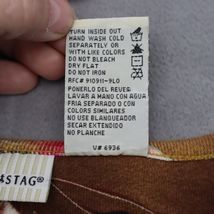 TURN INSIDE OUT
HAND WASH COLD
SEPARATELY OR
WITH LIKE COLORS
DO NOT BLEACH
DRY FLAT
DO NOT IRON
RFC# 910911-9L0
PONERLO DEL REVES
LAVAR A MANO CON AGUA
FRIA SEPARADO O CON
COLORES SIMILARES
NO USE BLANQUEADOR
SECAR EXTENDIDO
NO PLANCHE
U# 6936
STAG®